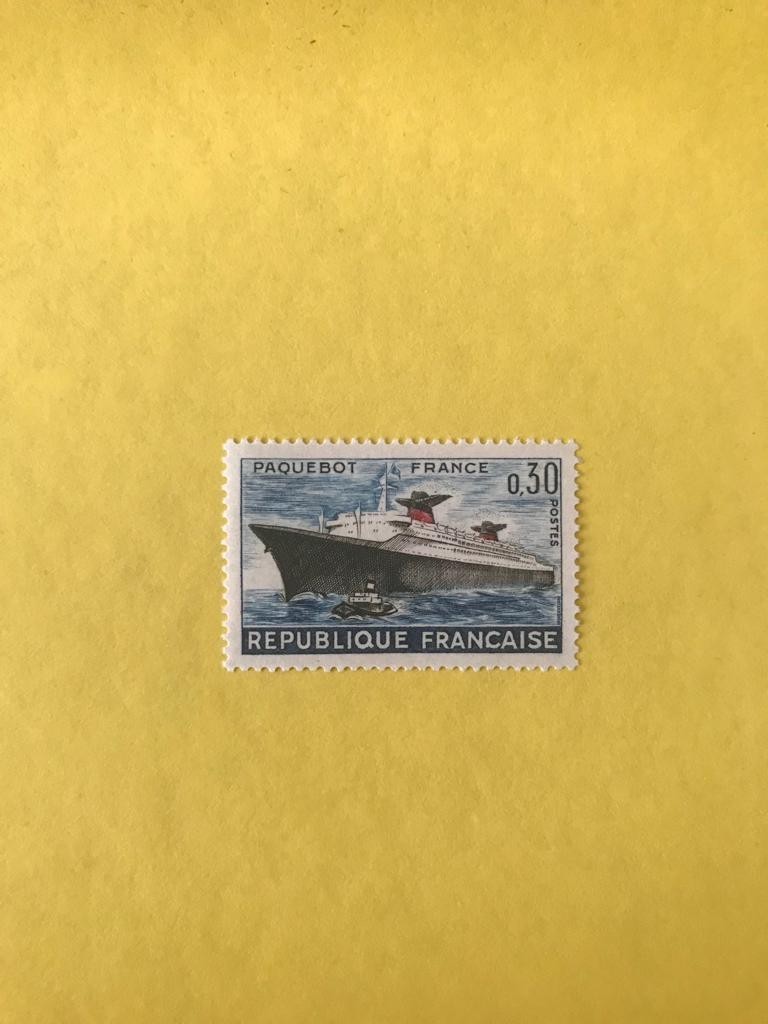 PAQUEBOT FRANCE
0,30
POSTES
REPUBLIQUE FRANCAISE